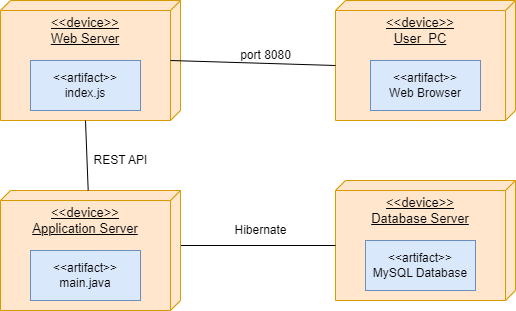 <<device>>
Web Server
<<artifact>>
index.js
port 8080
<<device>>
User_PC
<<artifact>>
Web Browser
REST API
<<device>>
Application Server
<<artifact>>
main.java
Hibernate
<<device>>
Database Server
<<artifact>>
MySQL Database